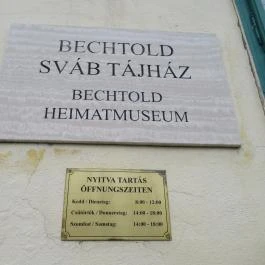 BECHTOLD
SVÁB TÁJHÁZ
BECHTOLD
HEIMATMUSEUM
NYITVA TARTÁS
ÖFFNUNGSZEITEN
Kedd / Dienstag: 8:00 - 12:00
Csütörtök / Donnerstag: 14:00 - 18:00
Szombat / Samstag: 14:00 - 18:00